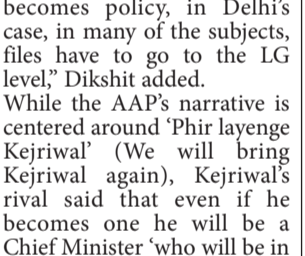 becomes policy, in Delhi's
case, in many of the subjects,
files have to go to the LG
level,” Dikshit added.
While the AAP’s narrative is
centered around ‘Phir layenge
Kejriwal’ (We will bring
Kejriwal again), Kejriwal’s
rival said that even if he
becomes one he will be a
Chief Minister ‘who will be in